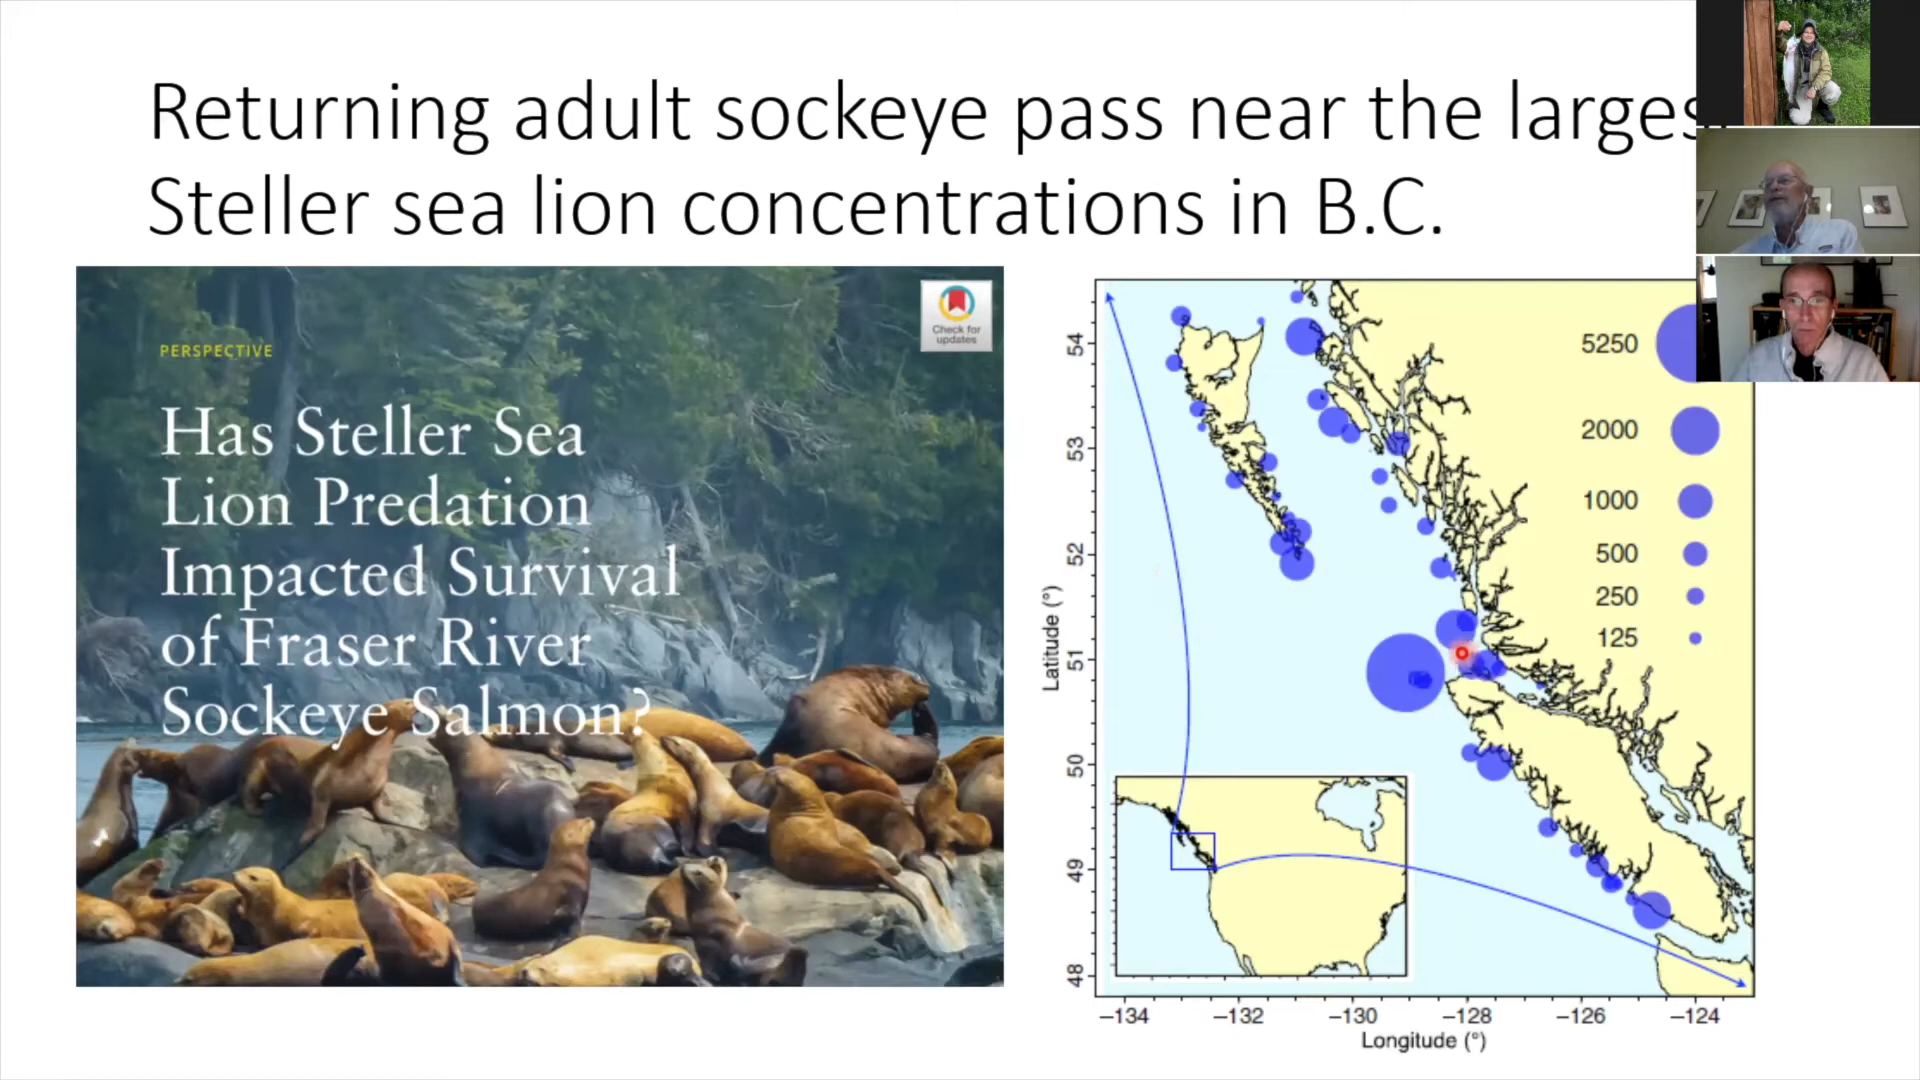 Returning adult sockeye pass near the larges
Steller sea lion concentrations in B.C.
Check for
updates
PERSPECTIVE
Has Steller Sea
Lion Predation
Impacted Survival
of Fraser River
Sockeye Salmon?
5250
2000
1000
500
250
125
54
53
52
51
50
49
48
Latitude (°)
–134 –132 –130 –128 –126 –124
Longitude (°)